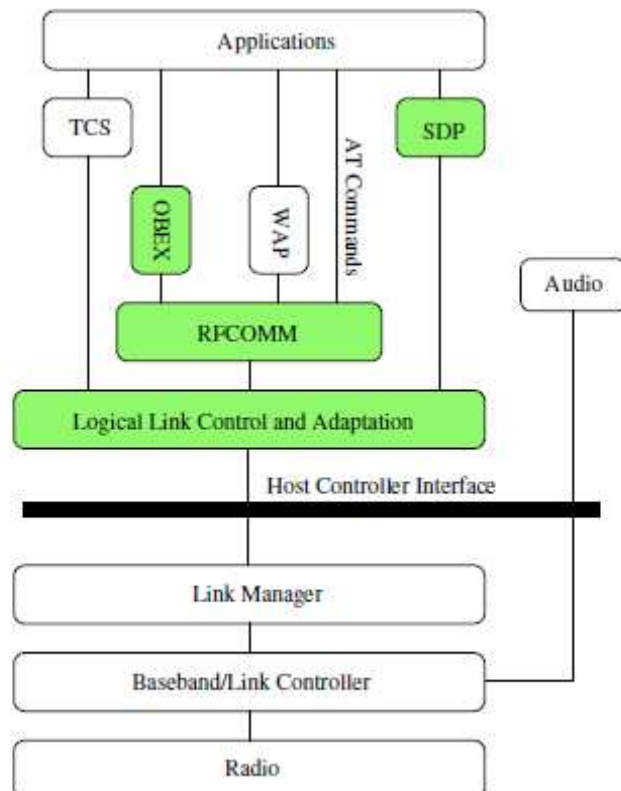 Applications
TCS
SDP
AT Commands
OBEX
WAP
Audio
RFCOMM
Logical Link Control and Adaptation
Host Controller Interface
Link Manager
Baseband/Link Controller
Radio